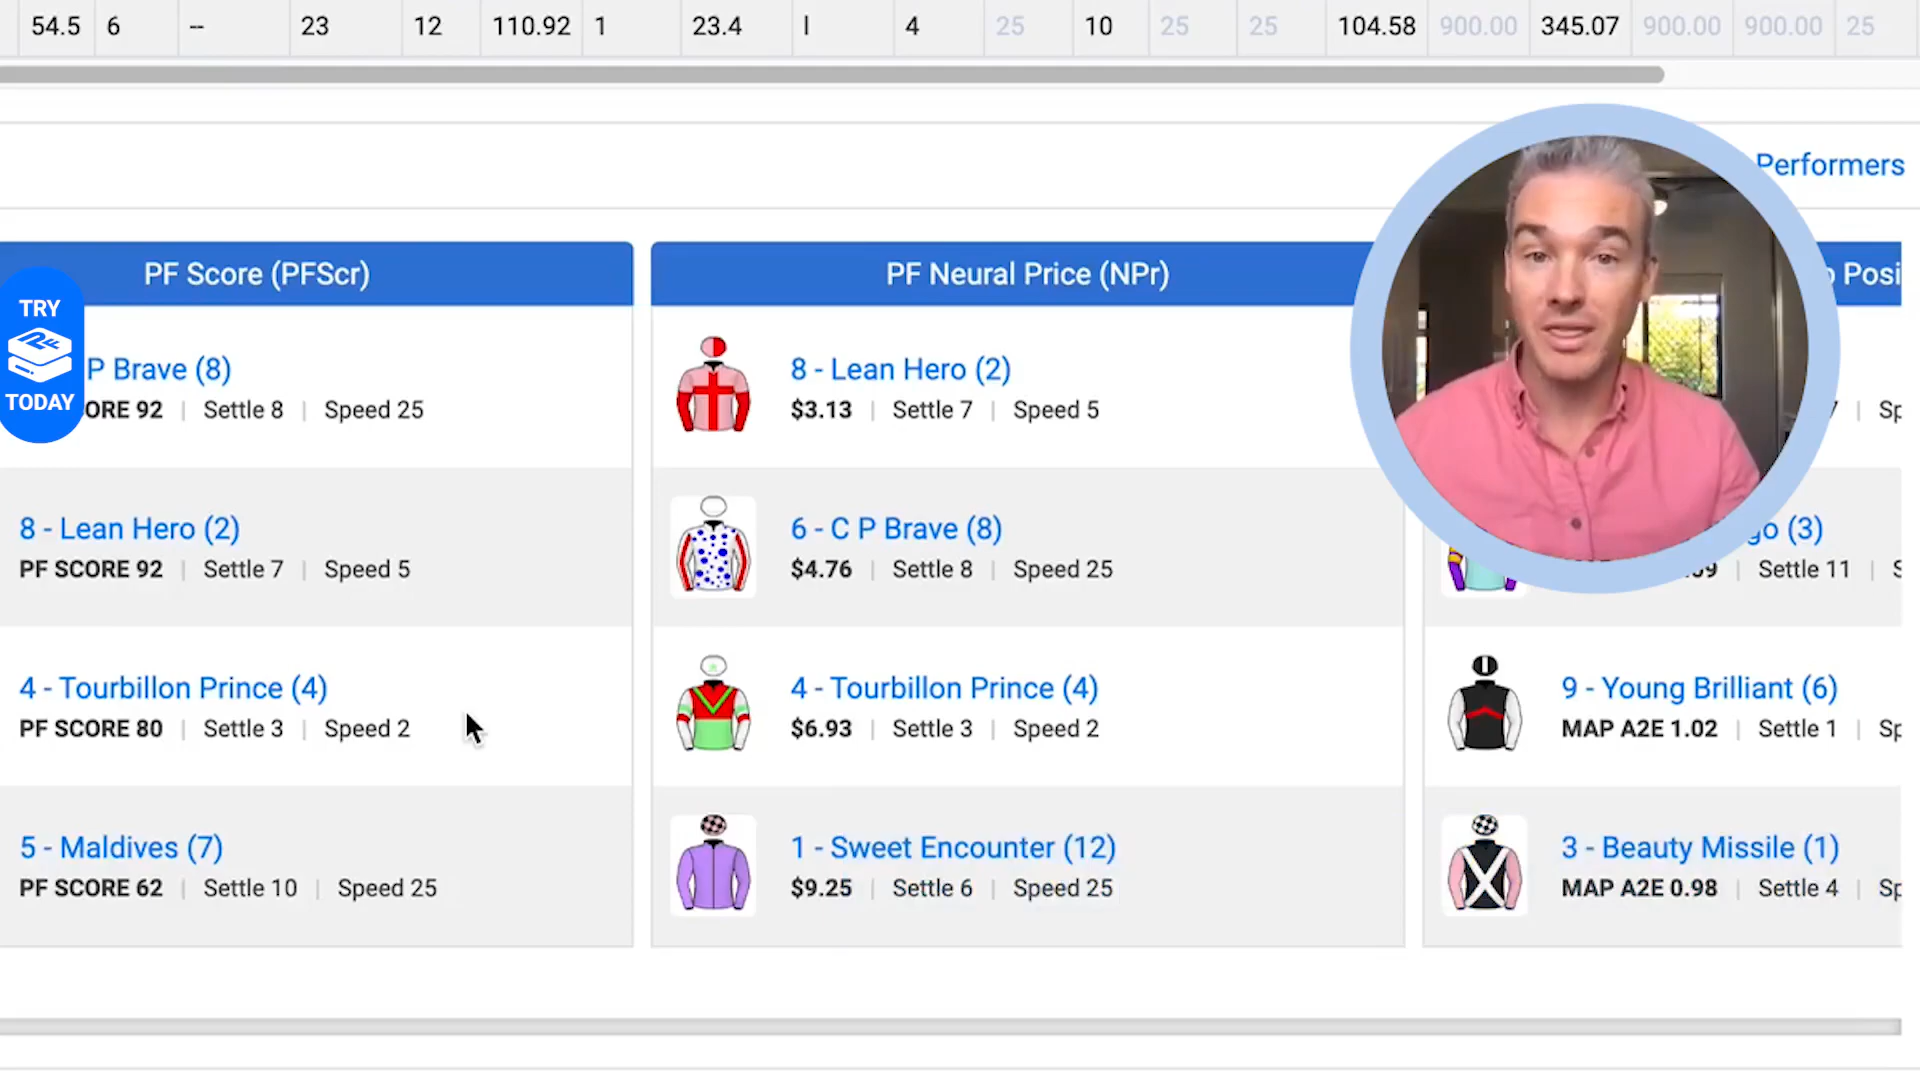 54.5 6 -- 23 12 110.92 1 23.4 l 4 25 10 25 25 104.58 900.00 345.07 900.00 900.00 25
Performers
PF Score (PFScr)
P Brave (8)
ORE 92 | Settle 8 | Speed 25
8 - Lean Hero (2)
PF SCORE 92 | Settle 7 | Speed 5
4 - Tourbillon Prince (4)
PF SCORE 80 | Settle 3 | Speed 2
5 - Maldives (7)
PF SCORE 62 | Settle 10 | Speed 25
TRY
TODAY
PF Neural Price (NPr)
8 - Lean Hero (2)
$3.13 | Settle 7 | Speed 5
6 - C P Brave (8)
$4.76 | Settle 8 | Speed 25
4 - Tourbillon Prince (4)
$6.93 | Settle 3 | Speed 2
1 - Sweet Encounter (12)
$9.25 | Settle 6 | Speed 25
Posi
| Sp
go (3)
Settle 11 |
9 - Young Brilliant (6)
MAP A2E 1.02 | Settle 1 | Sp
3 - Beauty Missile (1)
MAP A2E 0.98 | Settle 4 | Sp